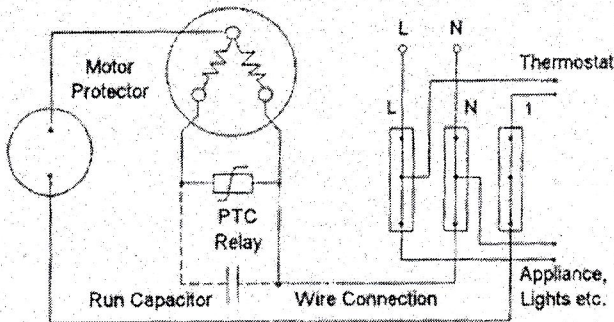 L
N
Motor
Protector
Thermostat
L
N
1
PTC
Relay
Run Capacitor
Wire Connection
Appliance,
Lights etc.